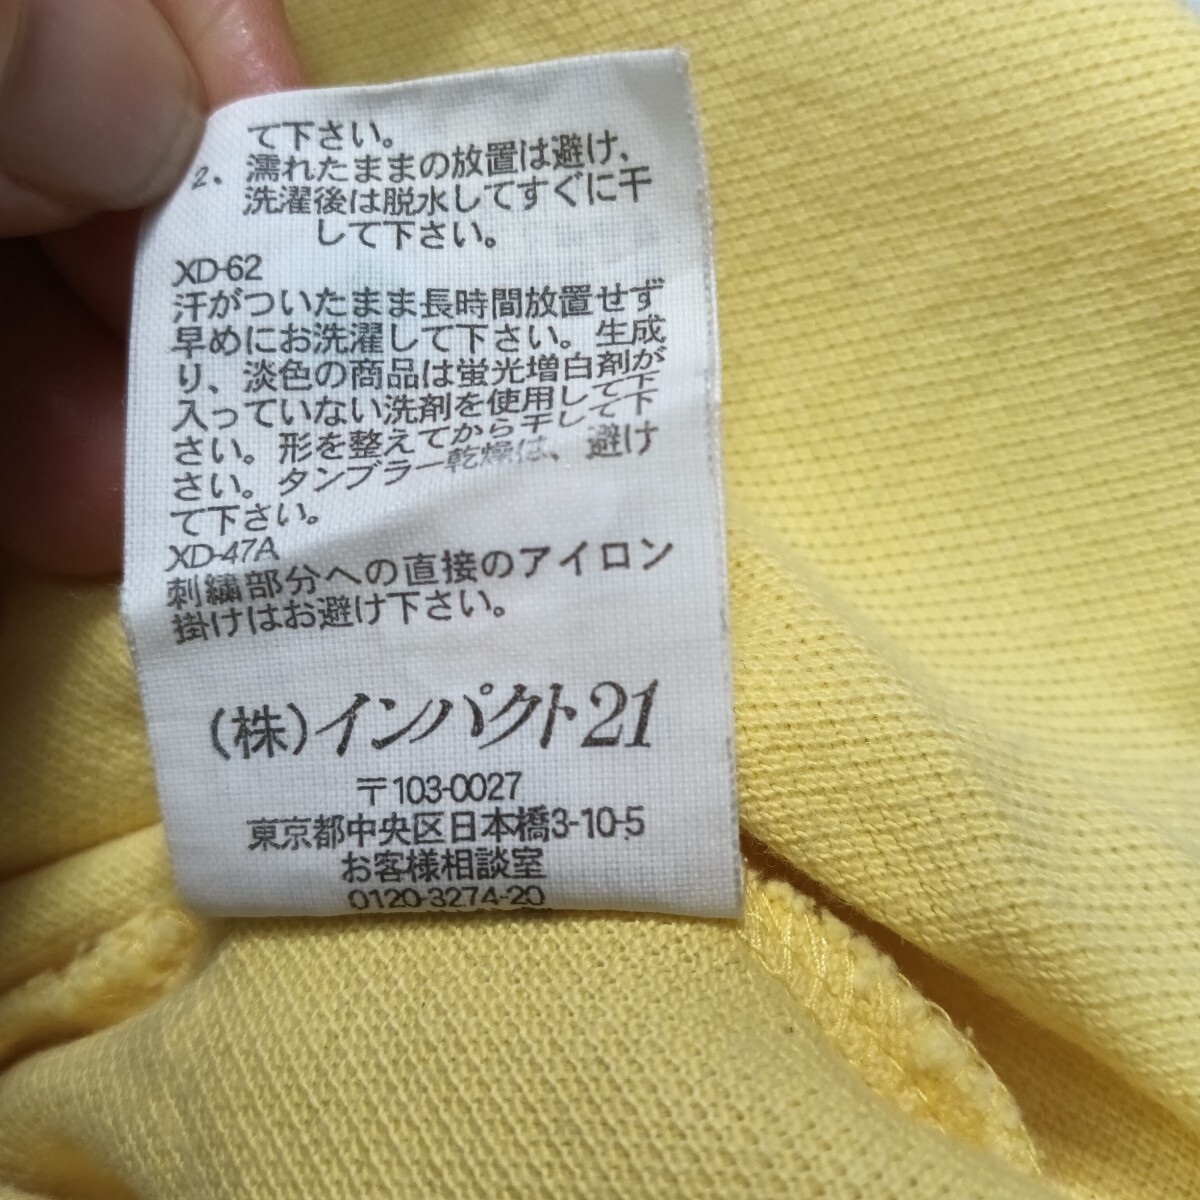 て下さい。
2、濡れたままの放置は避け、
洗濯後は脱水してすぐに干
して下さい。
XD-62
汗がついたまま長時間放置せず
早めにお洗濯して下さい。生成
り、淡色の商品は蛍光増白剤が
入っていない洗剤を使用して下
さい。形を整えてから干して下
さい。タンブラー乾燥は、避け
て下さい。
XD-47A
刺繍部分への直接のアイロン
掛けはお避け下さい。
(株)インパクト21
〒103-0027
東京都中央区日本橋3-10-5
お客様相談室
0120-3274-20